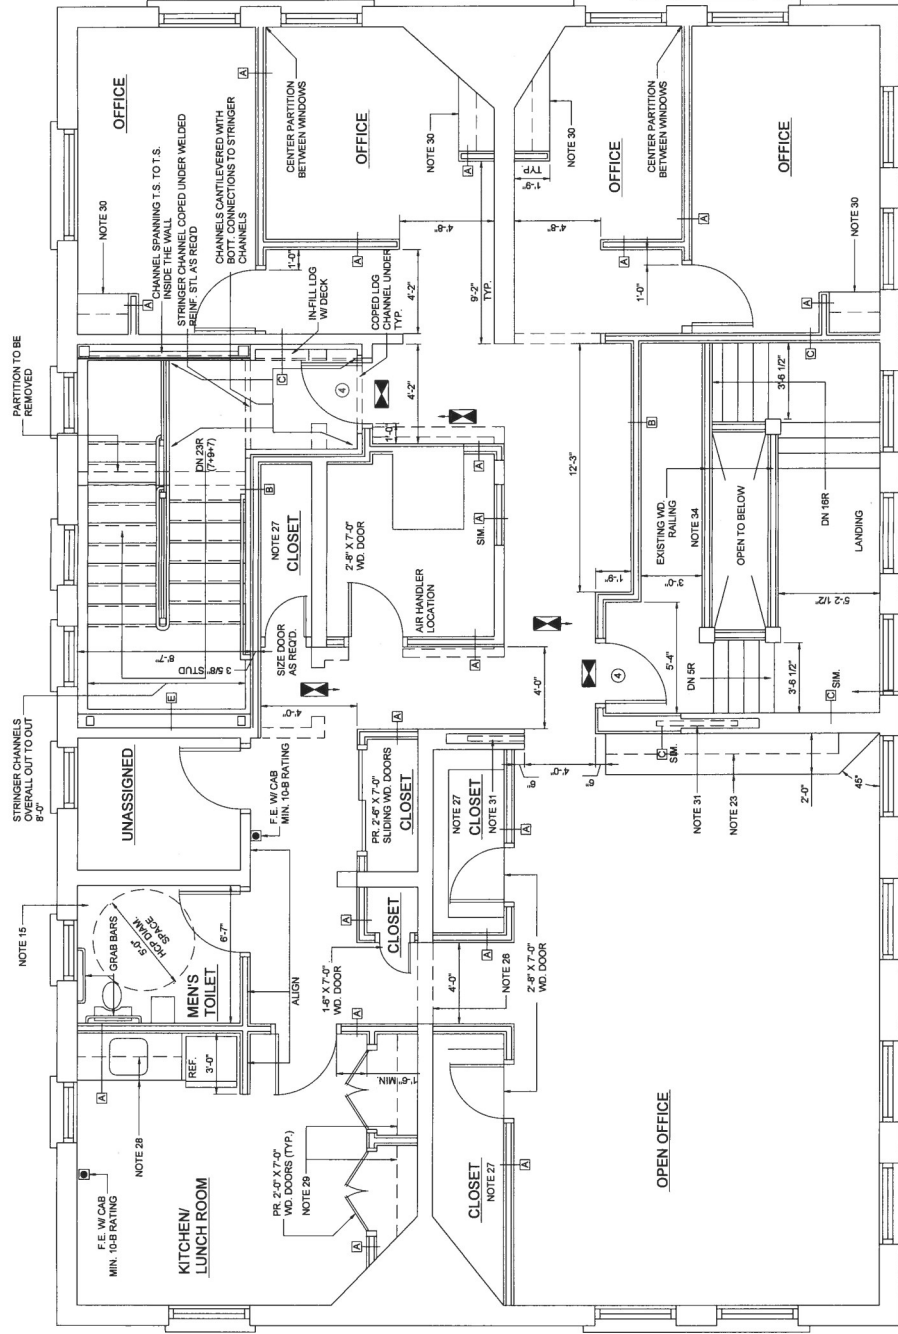 PARTITION TO BE
REMOVED
NOTE 30
OFFICE
CHANNEL SPANNING T.S. TO T.S.
INSIDE THE WALL
STRINGER CHANNEL COPED UNDER WELDED
REINF. STL A'S REQ'D
CHANNELS CANTILEVERED WITH
BOTT. CONNECTIONS TO STRINGER
CHANNELS
A
A
CENTER PARTITION
BETWEEN WINDOWS
OFFICE
NOTE 30
A
NOTE 30
TYP.
1'-9"
OFFICE
CENTER PARTITION
BETWEEN WINDOWS
A
OFFICE
NOTE 30
A
1'-0"
A
4'-8"
4'-8"
A
1'-0"
A
C
IN-FILL LDG
W/ DECK
COPED LDG
CHANNEL UNDER
TYP.
4'-2"
9'-2"
TYP.
C
4
4'-2"
1'-0"
DN 23R
(7+9+7)
B
NOTE 27
CLOSET
2'-8" X 7'-0"
WD. DOOR
A
SIM.
A
12'-3"
B
EXISTING WD.
RAILING
NOTE 34
OPEN TO BELOW
3'-6 1/2"
DN 16R
LANDING
STRINGER CHANNELS
OVERALL OUT TO OUT
8'-0"
E
8'-7"
3 5/8" STUD
SIZE DOOR
AS REQ'D.
AIR HANDLER
LOCATION
A
1'-9"
3'-0"
5'-2 1/2"
4'-0"
4'-0"
4
5'-4"
DN 5R
3'-6 1/2"
C SIM.
UNASSIGNED
F.E. W/ CAB
MIN. 10-B RATING
A
PR. 2'-6" X 7'-0"
SLIDING WD. DOORS
CLOSET
NOTE 27
CLOSET
NOTE 31
A
8"
4'-0"
6"
C
SIM.
NOTE 31
NOTE 23
2'-0"
45°
NOTE 15
GRAB BARS
5'-0"
HCP DIAM.
SPACE.
MEN'S
TOILET
6'-7"
ALIGN
A
CLOSET
1'-6" X 7'-0"
WD. DOOR
A
4'-0"
NOTE 28
2'-8" X 7'-0"
WD. DOOR
A
A
REF.
3'-0"
A
1'-6" MIN.
NOTE 28
F.E. W/ CAB
MIN. 10-B RATING
KITCHEN/
LUNCH ROOM
PR. 2'-0" X 7'-0"
WD. DOORS (TYP.)
NOTE 29
A
CLOSET
NOTE 27
A
OPEN OFFICE